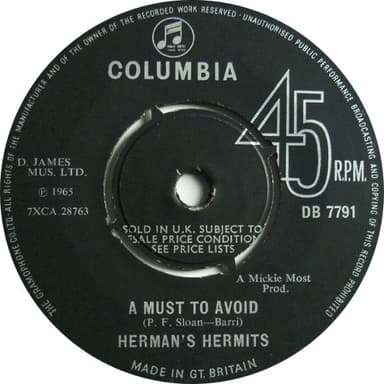 ALL RIGHTS OF THE MANUFACTURER AND OF THE OWNER OF THE RECORDED WORK RESERVED · UNAUTHORISED PUBLIC PERFORMANCE BROADCASTING AND COPYING OF THIS RECORD PROHIBITED
COLUMBIA
45 R.P.M.
D. JAMES
MUS. LTD.
℗ 1965
7XCA.28763
DB 7791
SOLD IN U.K. SUBJECT TO
RESALE PRICE CONDITIONS
SEE PRICE LISTS
A Mickie Most
Prod.
A MUST TO AVOID
(P. F. Sloan—Barri)
HERMAN'S HERMITS
THE GRAMOPHONE CO. LTD.
MADE IN GT. BRITAIN